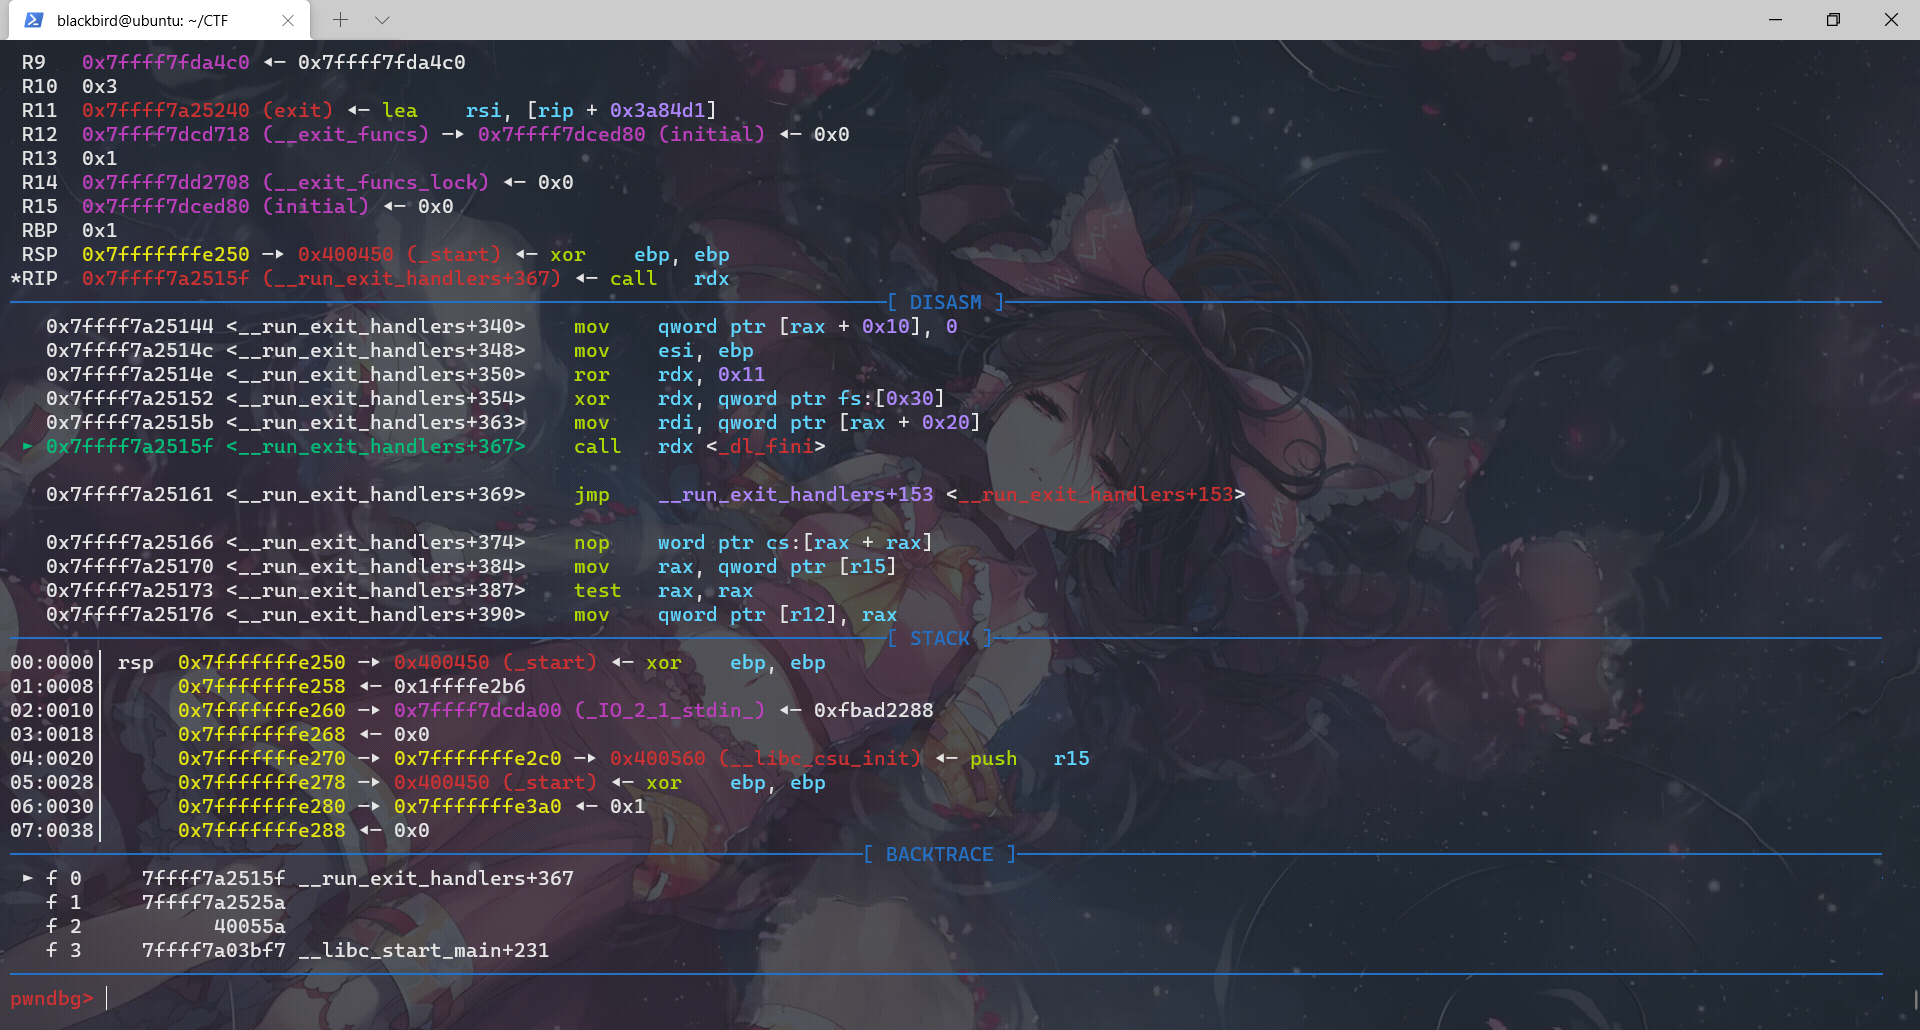 blackbird@ubuntu: ~/CTF
R9   0x7ffff7fda4c0 ◂— 0x7ffff7fda4c0
R10  0x3
R11  0x7ffff7a25240 (exit) ◂— lea    rsi, [rip + 0x3a84d1]
R12  0x7ffff7dcd718 (__exit_funcs) —▸ 0x7ffff7dced80 (initial) ◂— 0x0
R13  0x1
R14  0x7ffff7dd2708 (__exit_funcs_lock) ◂— 0x0
R15  0x7ffff7dced80 (initial) ◂— 0x0
RBP  0x1
RSP  0x7fffffffe250 —▸ 0x400450 (_start) ◂— xor    ebp, ebp
*RIP  0x7ffff7a2515f (__run_exit_handlers+367) ◂— call   rdx
[ DISASM ]
0x7ffff7a25144 <__run_exit_handlers+340>    mov    qword ptr [rax + 0x10], 0
0x7ffff7a2514c <__run_exit_handlers+348>    mov    esi, ebp
0x7ffff7a2514e <__run_exit_handlers+350>    ror    rdx, 0x11
0x7ffff7a25152 <__run_exit_handlers+354>    xor    rdx, qword ptr fs:[0x30]
0x7ffff7a2515b <__run_exit_handlers+363>    mov    rdi, qword ptr [rax + 0x20]
► 0x7ffff7a2515f <__run_exit_handlers+367>    call   rdx <_dl_fini>
0x7ffff7a25161 <__run_exit_handlers+369>    jmp    __run_exit_handlers+153 <__run_exit_handlers+153>
0x7ffff7a25166 <__run_exit_handlers+374>    nop    word ptr cs:[rax + rax]
0x7ffff7a25170 <__run_exit_handlers+384>    mov    rax, qword ptr [r15]
0x7ffff7a25173 <__run_exit_handlers+387>    test   rax, rax
0x7ffff7a25176 <__run_exit_handlers+390>    mov    qword ptr [r12], rax
[ STACK ]
00:0000│ rsp  0x7fffffffe250 —▸ 0x400450 (_start) ◂— xor    ebp, ebp
01:0008│      0x7fffffffe258 ◂— 0x1ffffe2b6
02:0010│      0x7fffffffe260 —▸ 0x7ffff7dcda00 (_IO_2_1_stdin_) ◂— 0xfbad2288
03:0018│      0x7fffffffe268 ◂— 0x0
04:0020│      0x7fffffffe270 —▸ 0x7fffffffe2c0 —▸ 0x400560 (__libc_csu_init) ◂— push   r15
05:0028│      0x7fffffffe278 —▸ 0x400450 (_start) ◂— xor    ebp, ebp
06:0030│      0x7fffffffe280 —▸ 0x7fffffffe3a0 ◂— 0x1
07:0038│      0x7fffffffe288 ◂— 0x0
[ BACKTRACE ]
► f 0     7ffff7a2515f __run_exit_handlers+367
f 1     7ffff7a2525a
f 2           40055a
f 3     7ffff7a03bf7 __libc_start_main+231
pwndbg>